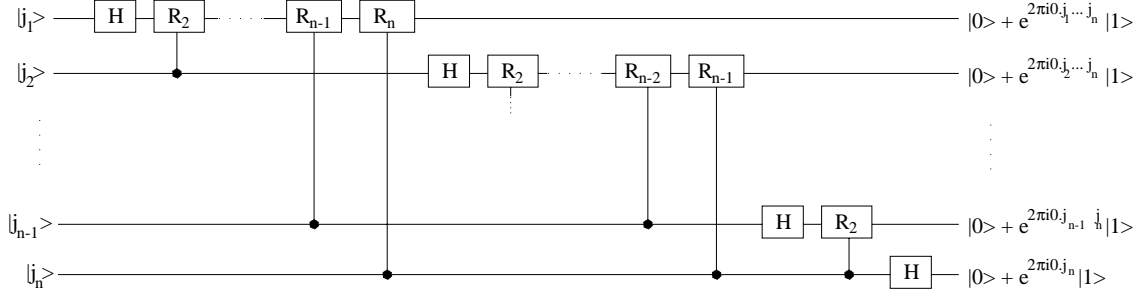 |j₁> H R₂ ..... Rₙ₋₁ Rₙ |0> + e^{2πi0.j₁...jₙ} |1>
|j₂> H R₂ ..... Rₙ₋₂ Rₙ₋₁ |0> + e^{2πi0.j₂...jₙ} |1>
|jₙ₋₁> H R₂ |0> + e^{2πi0.jₙ₋₁ jₙ} |1>
|jₙ> H |0> + e^{2πi0.jₙ} |1>